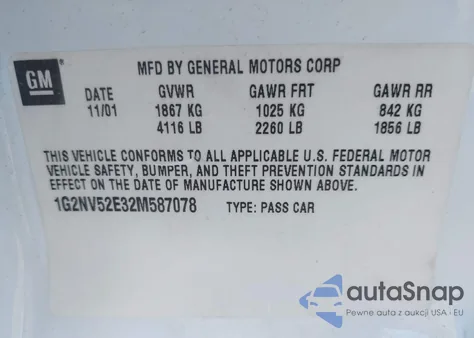 GM
MFD BY GENERAL MOTORS CORP
DATE GVWR GAWR FRT GAWR RR
11/01 1867 KG 1025 KG 842 KG
4116 LB 2260 LB 1856 LB
THIS VEHICLE CONFORMS TO ALL APPLICABLE U.S. FEDERAL MOTOR
VEHICLE SAFETY, BUMPER, AND THEFT PREVENTION STANDARDS IN
EFFECT ON THE DATE OF MANUFACTURE SHOWN ABOVE.
1G2NV52E32M587078 TYPE: PASS CAR
autoSnap
Pewne auta z aukcji USA - EU